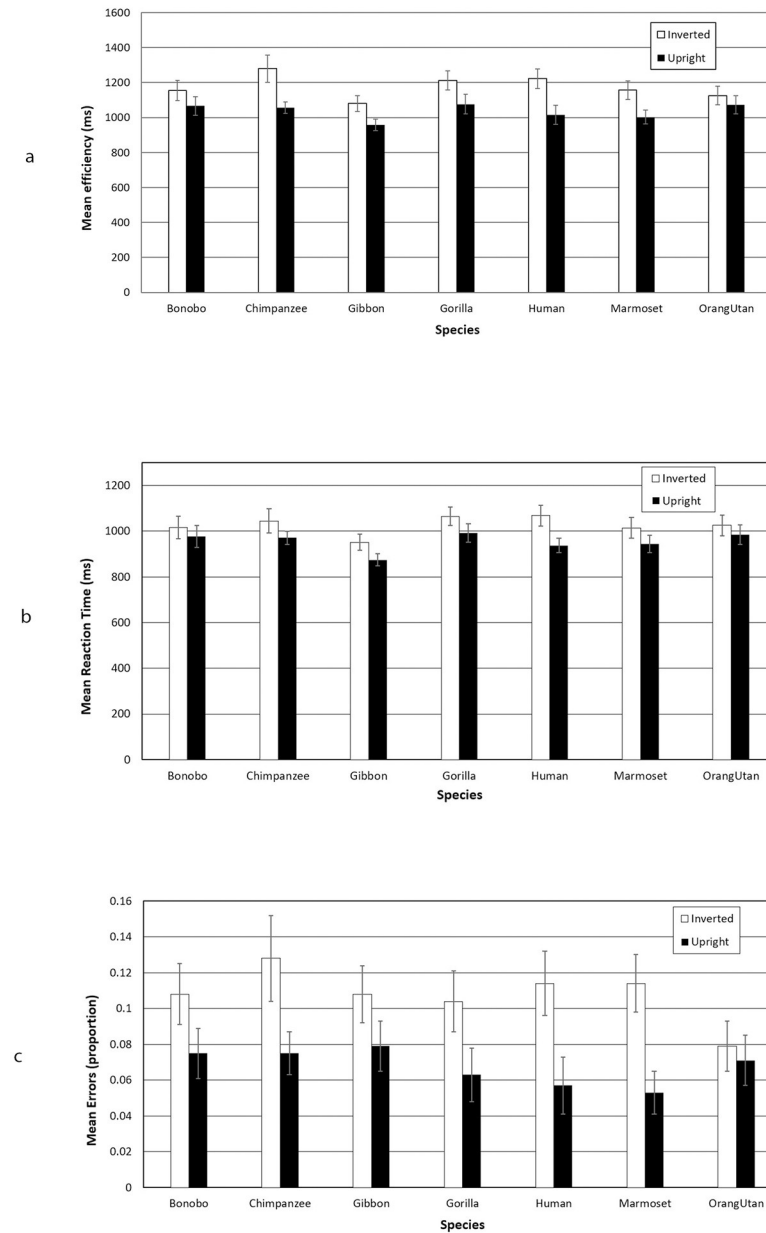 a
Mean efficiency (ms)
1600
1400
1200
1000
800
600
400
200
0
Inverted
Upright
Bonobo Chimpanzee Gibbon Gorilla Human Marmoset OrangUtan
Species
b
Mean Reaction Time (ms)
1200
1000
800
600
400
200
0
Inverted
Upright
Bonobo Chimpanzee Gibbon Gorilla Human Marmoset OrangUtan
Species
c
Mean Errors (proportion)
0.16
0.14
0.12
0.1
0.08
0.06
0.04
0.02
0
Inverted
Upright
Bonobo Chimpanzee Gibbon Gorilla Human Marmoset OrangUtan
Species